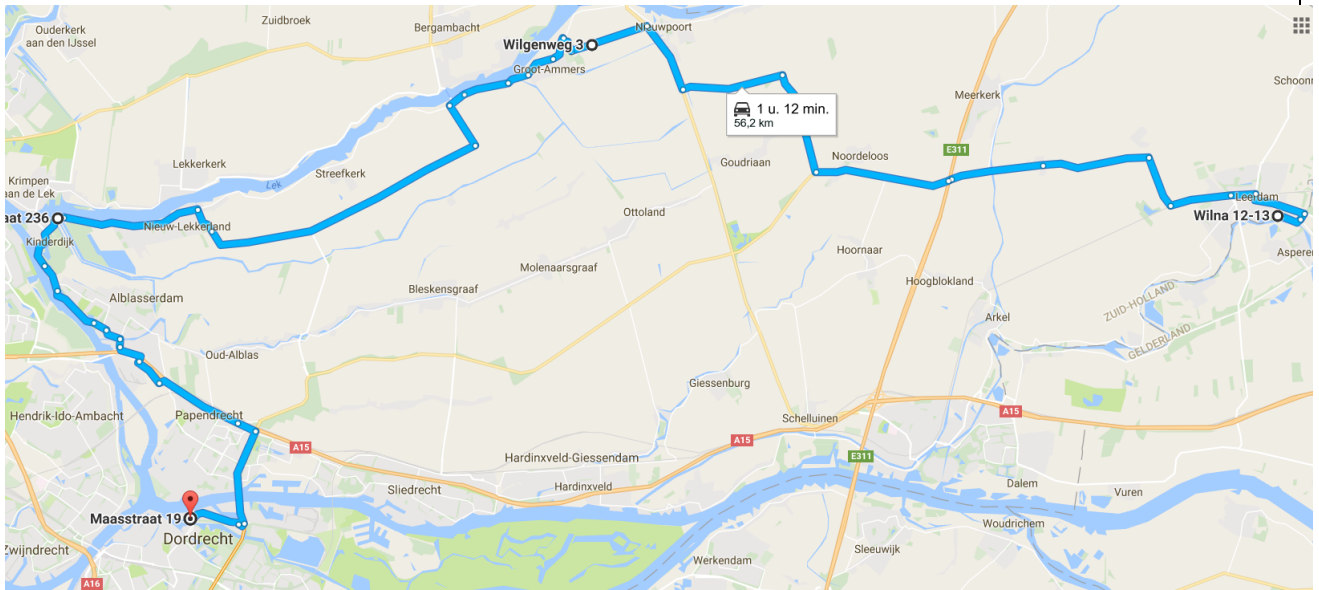 Ouderkerk
aan den IJssel
Zuidbroek
Bergambacht
Nieuwpoort
Wilgenweg 3
Groot-Ammers
Schoonr
Meerkerk
1 u. 12 min.
56,2 km
E311
Lekkerkerk
Streefkerk
Lek
Goudriaan
Noordeloos
Krimpen
aan de Lek
aat 236
Nieuw-Lekkerland
Kinderdijk
Ottoland
Leerdam
Wilna 12-13
Asperen
Hoornaar
Molenaarsgraaf
Hoogblokland
Alblasserdam
Bleskensgraaf
ZUID-HOLLAND
GELDERLAND
Arkel
Oud-Alblas
Giessenburg
Hendrik-Ido-Ambacht
Papendrecht
Schelluinen
A15
A15
A15
E311
Hardinxveld-Giessendam
Sliedrecht
Hardinxveld
Dalem
Vuren
Maasstraat 19
Dordrecht
Woudrichem
Zwijndrecht
Sleeuwijk
Werkendam
A16